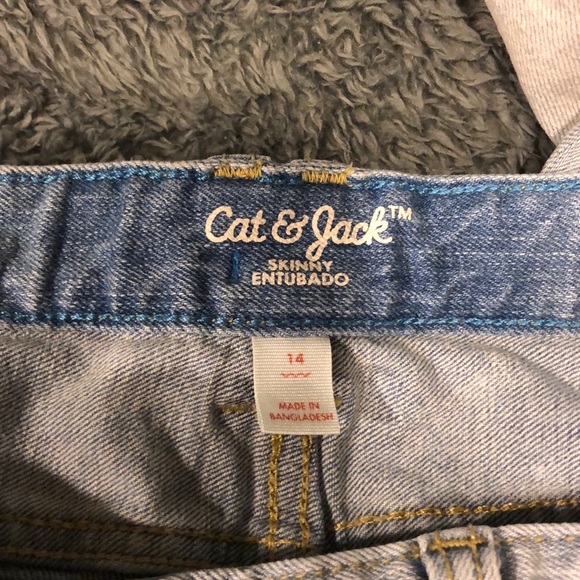 Cat & Jack™
SKINNY
ENTUBADO
14
MADE IN
BANGLADESH